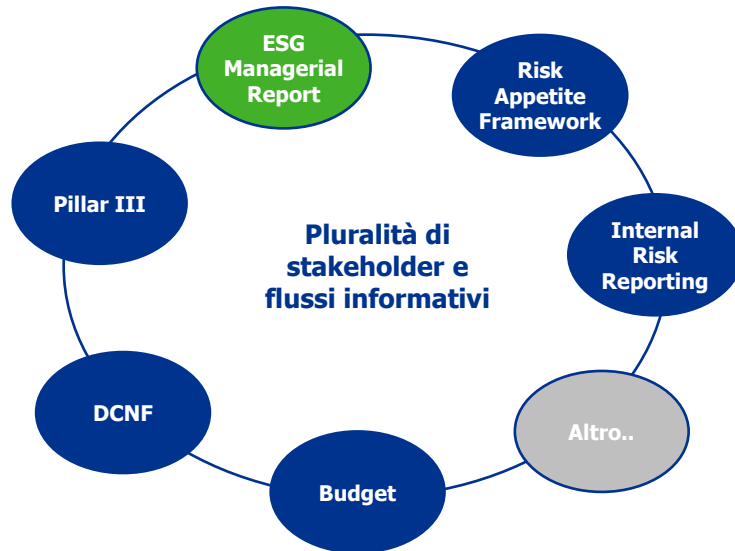 ESG
Managerial
Report
Risk
Appetite
Framework
Pillar III
Pluralità di
stakeholder e
flussi informativi
Internal
Risk
Reporting
DCNF
Altro..
Budget